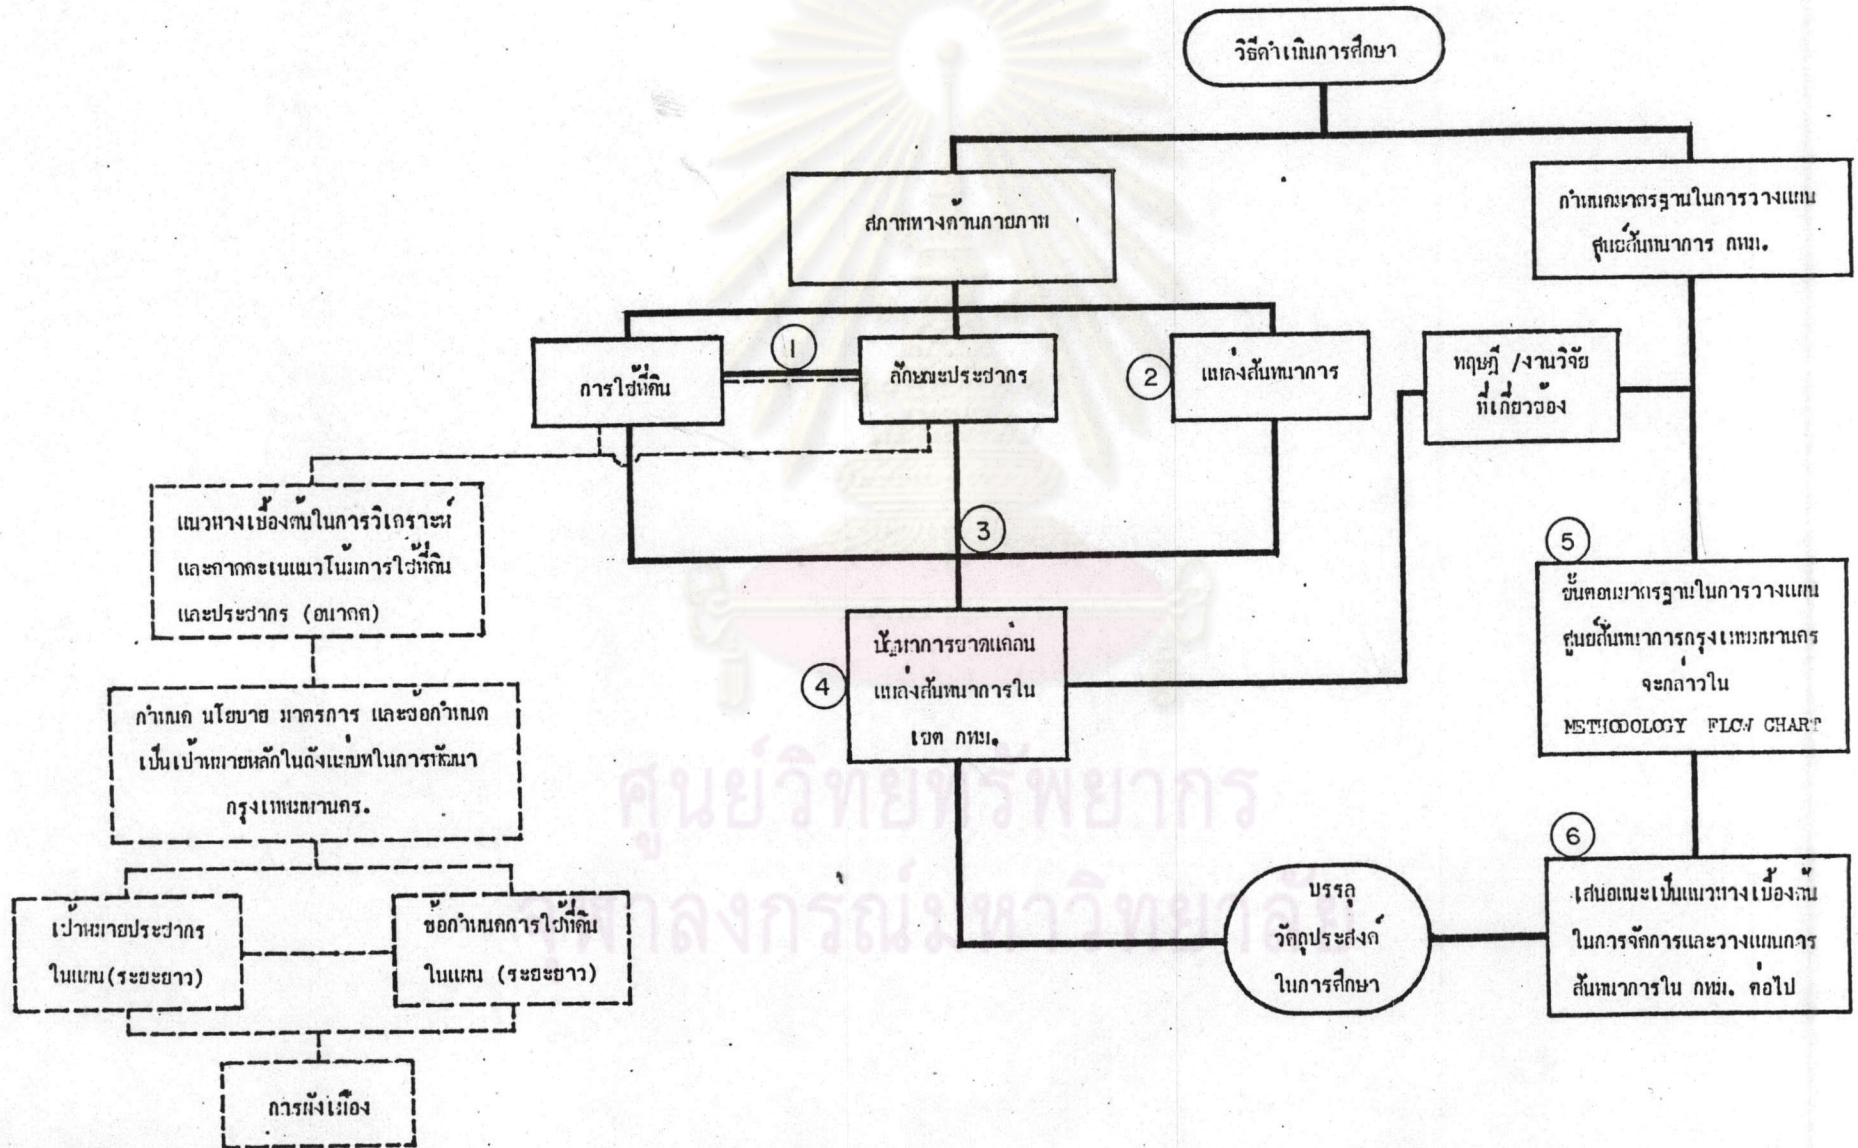 วิธีดำเนินการศึกษา
สภาพทางด้านกายภาพ
กำหนดมาตรฐานในการวางแผน
ศูนย์สันทนาการ กทม.
การใช้ที่ดิน
1
ลักษณะประชากร
2
แหล่งสันทนาการ
ทฤษฎี /งานวิจัย
ที่เกี่ยวข้อง
แนวทางเบื้องต้นในการวิเคราะห์
และคาดคะเนแนวโน้มการใช้ที่ดิน
และประชากร (อนาคต)
3
5
ขั้นตอนมาตรฐานในการวางแผน
ศูนย์สันทนาการกรุงเทพมหานคร
จะกล่าวใน
METHODOLOGY FLOW CHART
4
ปัญหาการขาดแคลน
แหล่งสันทนาการใน
เขต กทม.
กำหนด นโยบาย มาตรการ และข้อกำหนด
เป็นเป้าหมายหลักในผังแม่บทในการพัฒนา
กรุงเทพมหานคร.
เป้าหมายประชากร
ในแผน(ระยะยาว)
ข้อกำหนดการใช้ที่ดิน
ในแผน (ระยะยาว)
บรรลุ
วัตถุประสงค์
ในการศึกษา
6
เสนอแนะเป็นแนวทางเบื้องต้น
ในการจัดการและวางแผนการ
สันทนาการใน กทม. ต่อไป
การผังเมือง
ศูนย์วิทยทรัพยากร
จุฬาลงกรณ์มหาวิทยาลัย